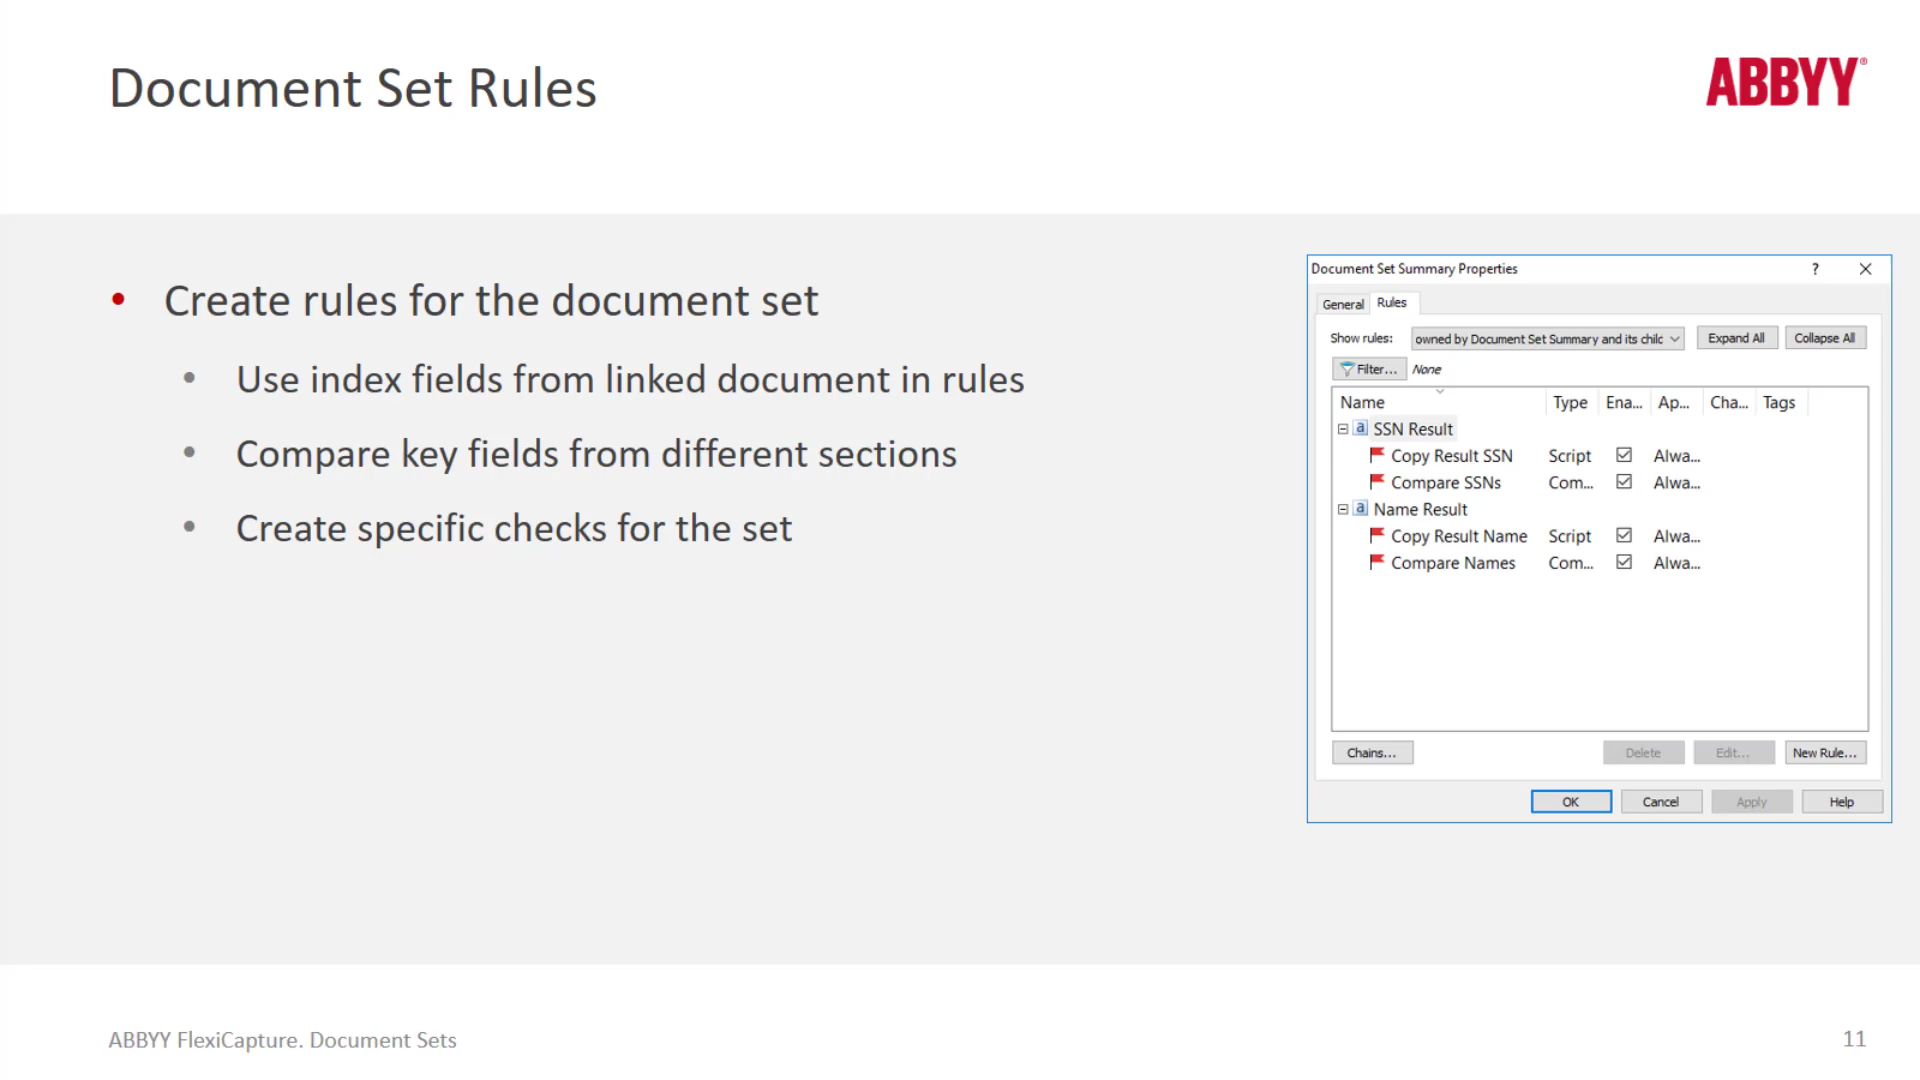 Document Set Rules
ABBYY®
• Create rules for the document set
• Use index fields from linked document in rules
• Compare key fields from different sections
• Create specific checks for the set
Document Set Summary Properties ?
General Rules
Show rules: owned by Document Set Summary and its chilc Expand All Collapse All
Filter... None
Name Type Ena... Ap... Cha... Tags
a SSN Result
Copy Result SSN Script Alwa...
Compare SSNs Com... Alwa...
a Name Result
Copy Result Name Script Alwa...
Compare Names Com... Alwa...
Chains... Delete Edit... New Rule...
OK Cancel Apply Help
ABBYY FlexiCapture. Document Sets 11